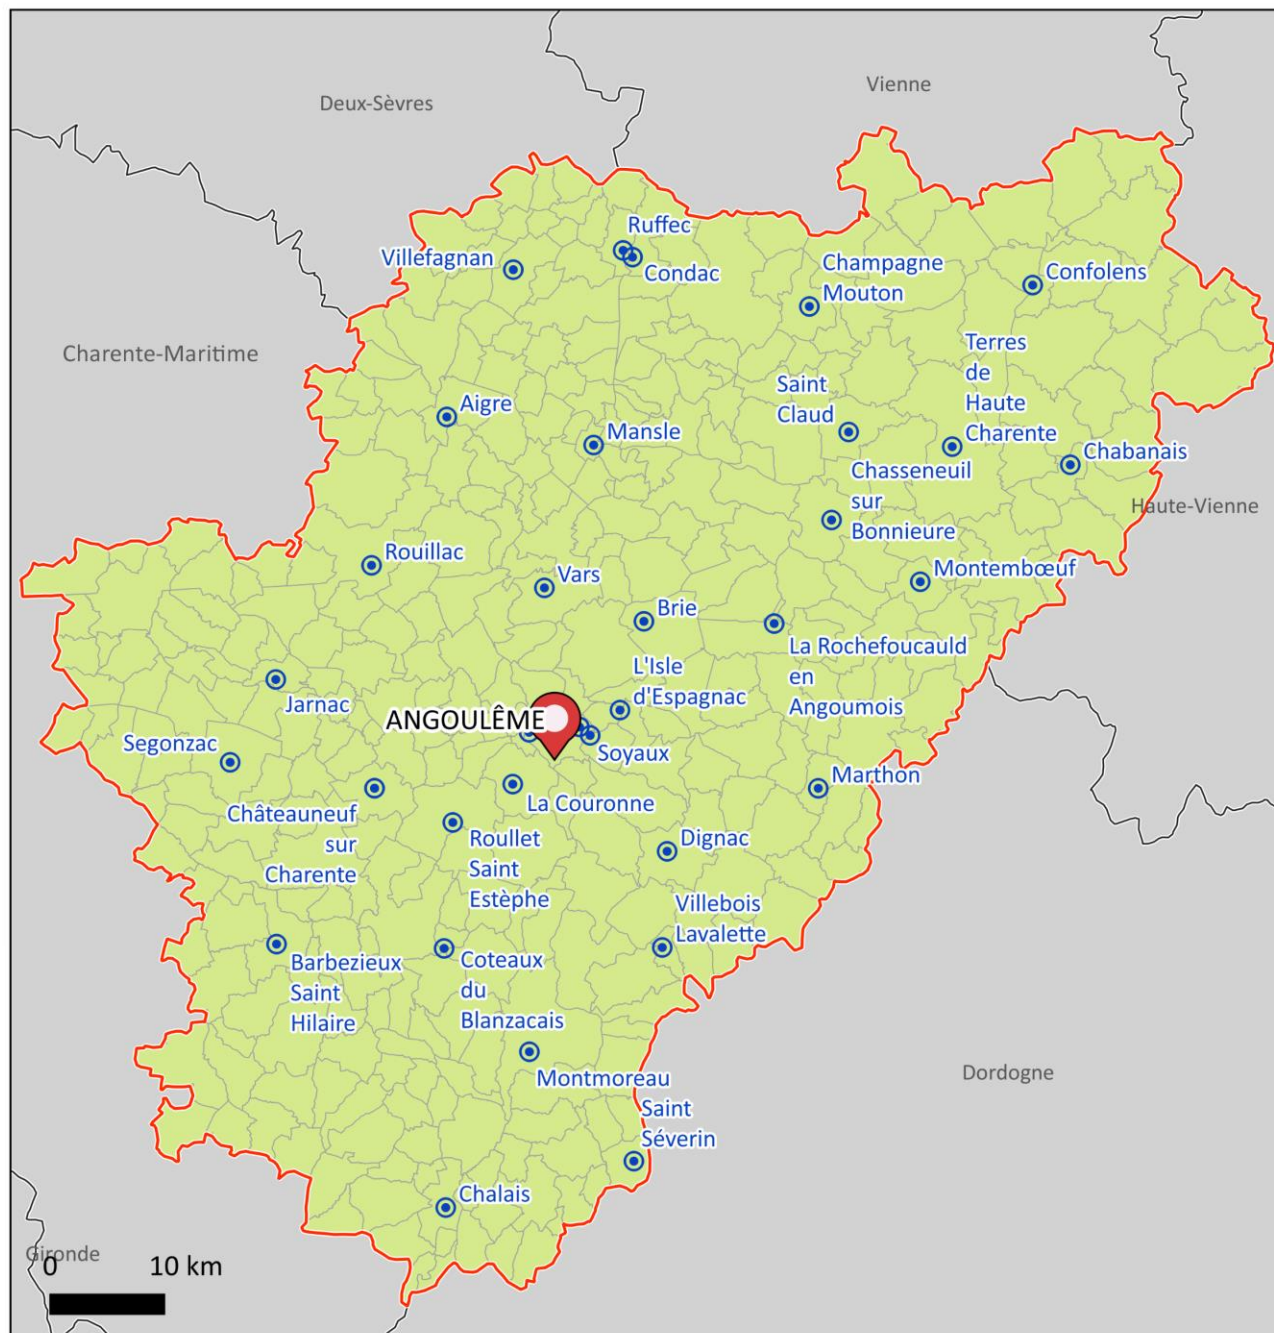 Vienne
Deux-Sèvres
Ruffec
Villefagnan
Condac
Champagne
Mouton
Confolens
Charente-Maritime
Terres
de
Haute
Charente
Saint
Claud
Aigre
Mansle
Chabanais
Chasseneuil
sur
Bonnieure
Haute-Vienne
Rouillac
Vars
Montembœuf
Brie
La Rochefoucauld
en
Angoumois
L'Isle
d'Espagnac
Jarnac
ANGOULÊME
Segonzac
Soyaux
Marthon
Châteauneuf
sur
Charente
La Couronne
Roullet
Saint
Estèphe
Dignac
Villebois
Lavalette
Barbezieux
Saint
Hilaire
Coteaux
du
Blanzacais
Montmoreau
Dordogne
Saint
Séverin
Chalais
Gironde
0 10 km